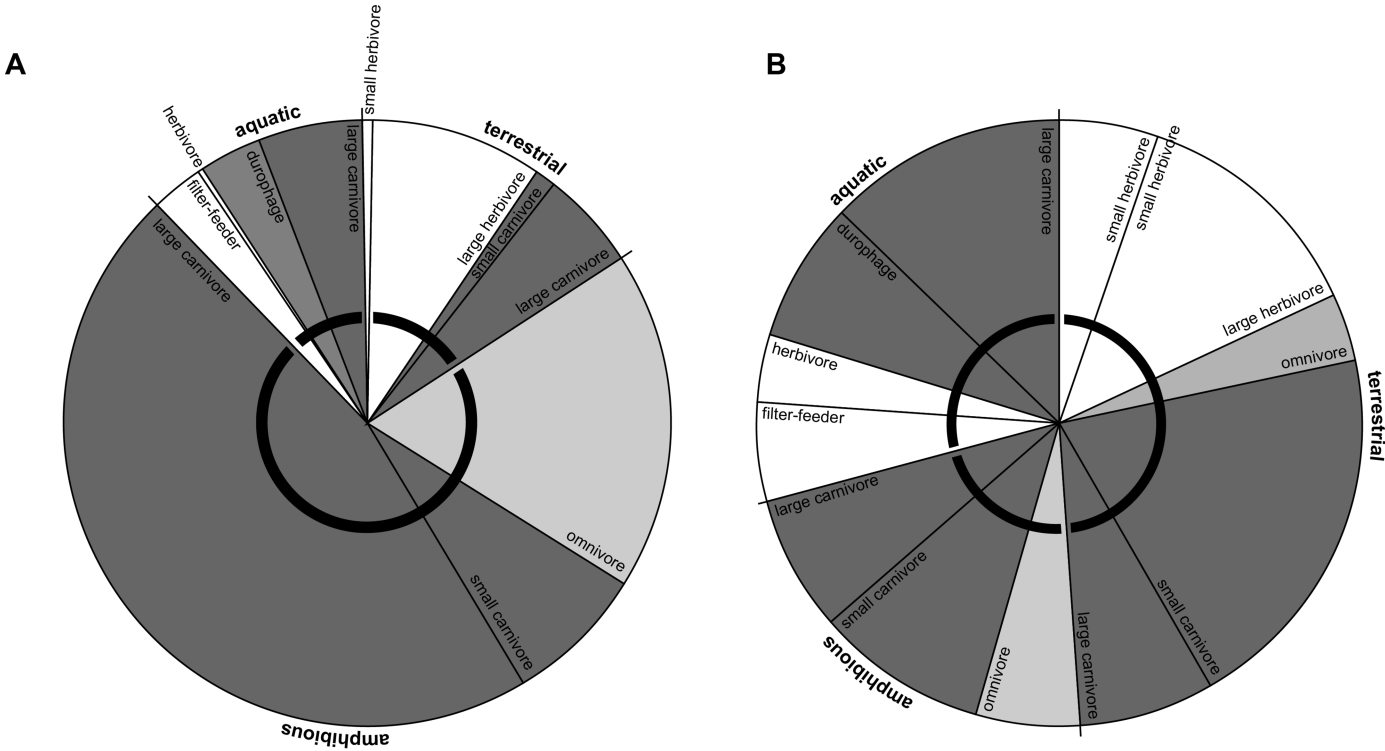 A
small herbivore
terrestrial
large herbivore
small carnivore
large carnivore
omnivore
small carnivore
amphibious
large carnivore
filter-feeder
herbivore
durophage
aquatic
large carnivore
B
small herbivore
small herbivore
large herbivore
omnivore
terrestrial
small carnivore
large carnivore
omnivore
amphibious
small carnivore
large carnivore
filter-feeder
herbivore
durophage
aquatic
large carnivore